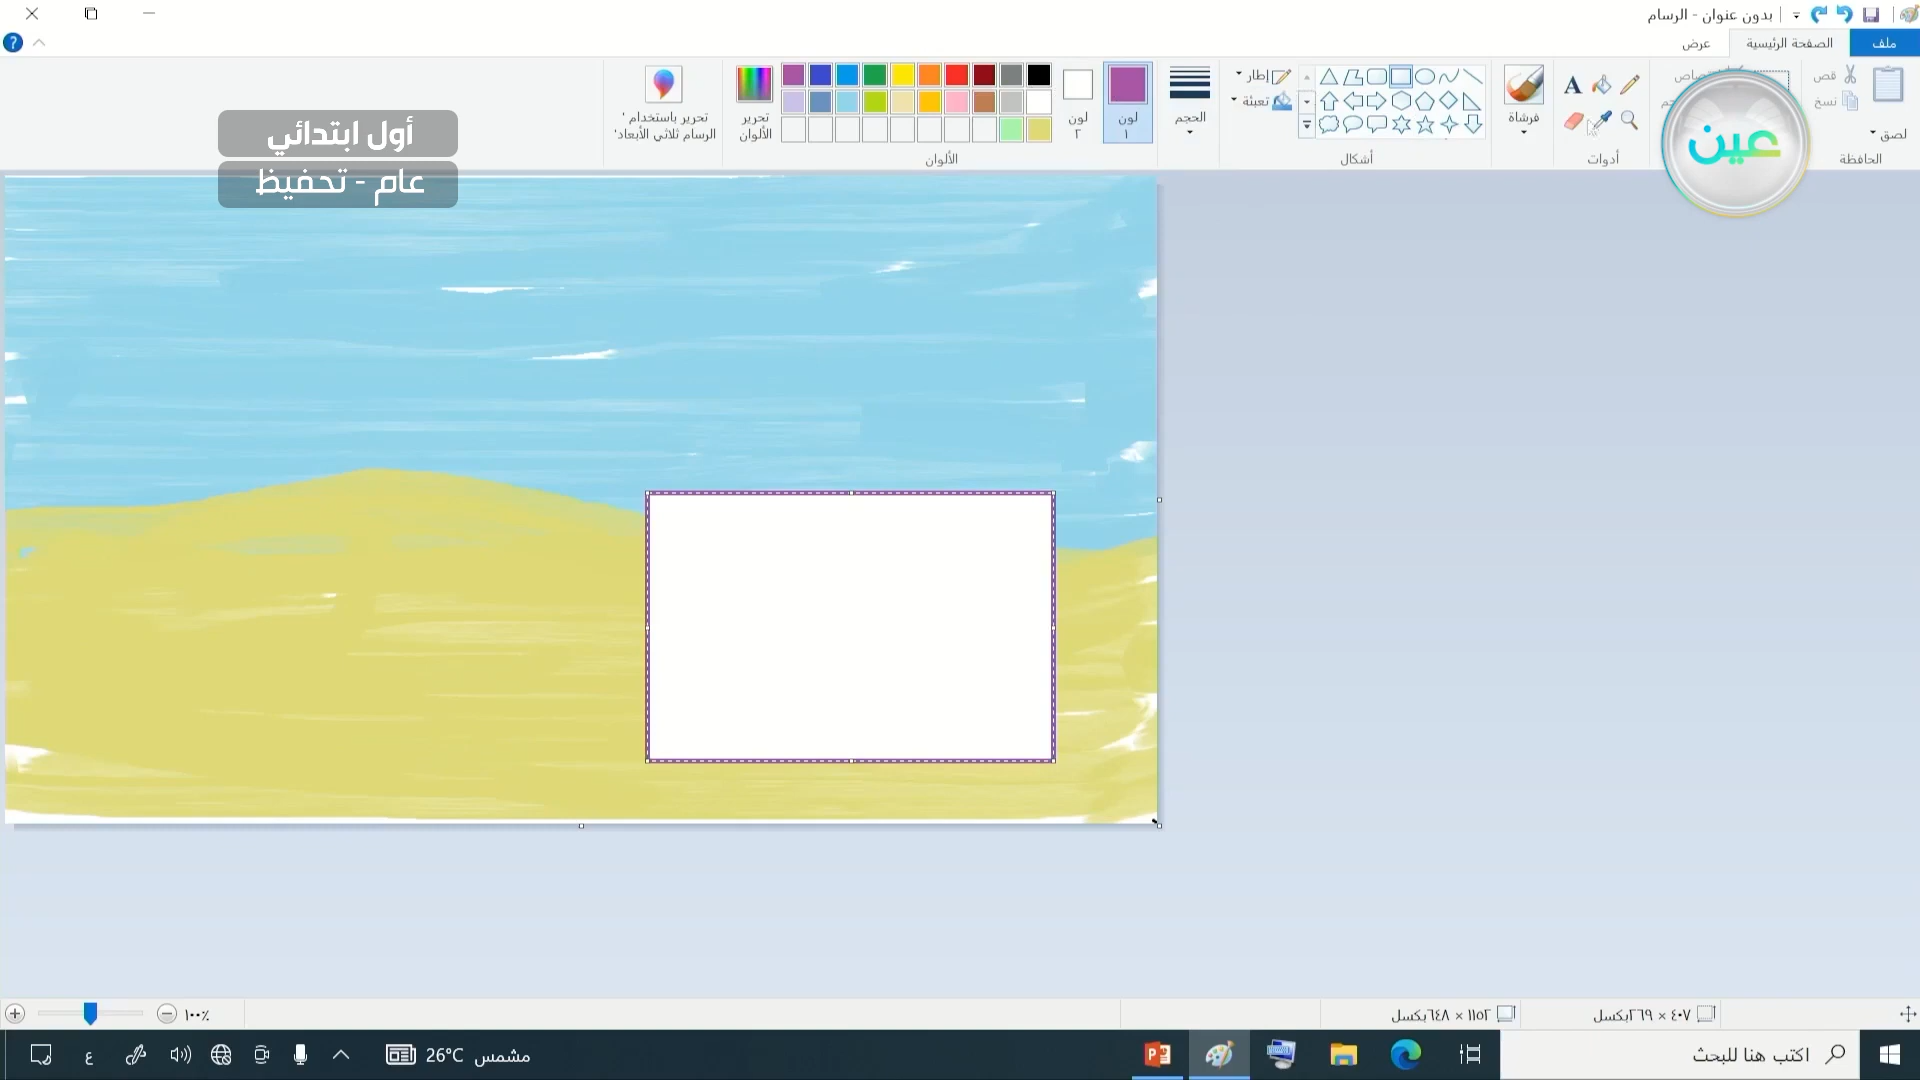 بدون عنوان - الرسام
ملف
الصفحة الرئيسية
عرض
لصق
قص
نسخ
الحافظة
أدوات
فرشاة
إطار
تعبئة
أشكال
الحجم
لون
١
لون
٢
تحرير
الألوان
الألوان
تحرير باستخدام '
الرسام ثلاثي الأبعاد'
عين
أول ابتدائي
عام - تحفيظ
٤٠٧ × ٢٦٩بكسل
١١٥٢ × ٦٤٨بكسل
١٠٠٪
اكتب هنا للبحث
26°C مشمس
ع